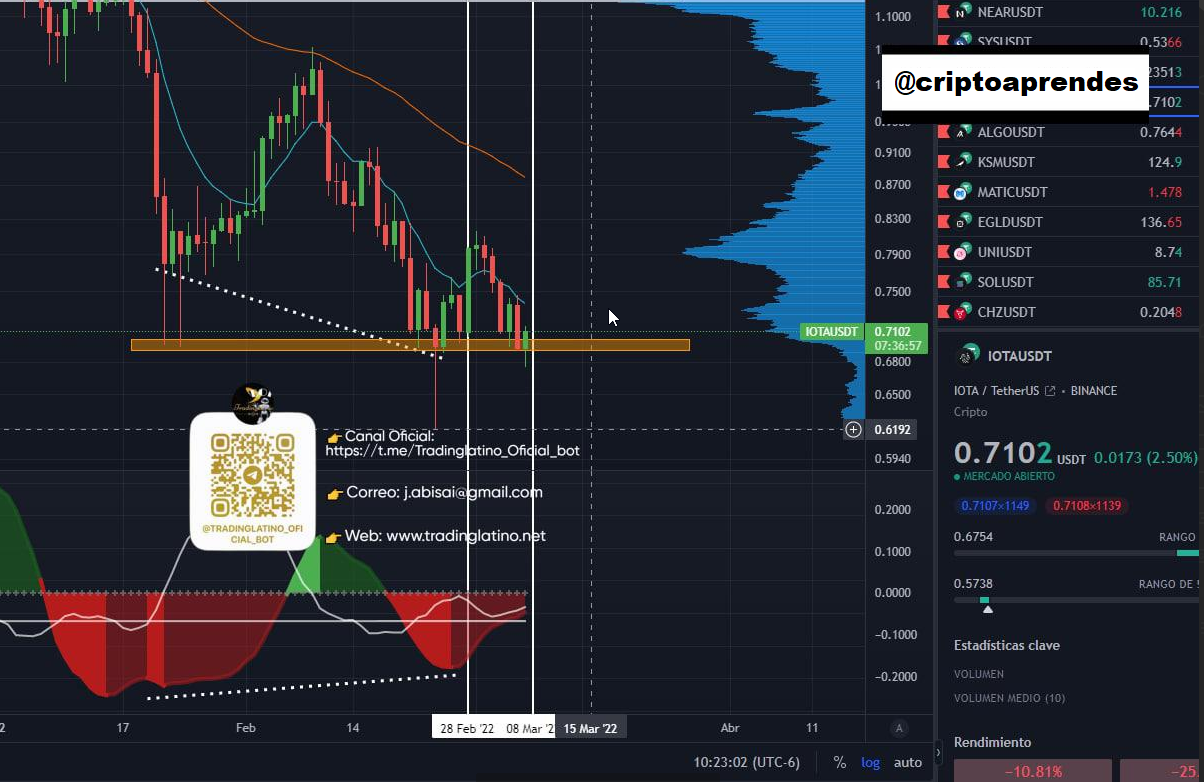 1.1000
0.9100
0.8700
0.8300
0.7900
0.7500
IOTAUSDT
0.7102
07:36:57
0.6800
0.6500
0.6192
0.5940
0.2000
0.1000
0.0000
−0.1000
−0.2000
@TRADINGLATINO_OFI
CIAL_BOT
👉 Canal Oficial:
https://t.me/Tradinglatino_Oficial_bot
👉 Correo: j.abisai@gmail.com
👉 Web: www.tradinglatino.net
17
Feb
14
28 Feb '22
08 Mar '2
15 Mar '22
Abr
11
A
10:23:02 (UTC-6)
%
log
auto
NEARUSDT 10.216
SYSUSDT 0.5366
@criptoaprendes
23513
7102
ALGOUSDT 0.7644
KSMUSDT 124.9
MATICUSDT 1.478
EGLDUSDT 136.65
UNIUSDT 8.74
SOLUSDT 85.71
CHZUSDT 0.2048
IOTAUSDT
IOTA / TetherUS • BINANCE
Cripto
0.7102 USDT 0.0173 (2.50%)
MERCADO ABIERTO
0.7107×1149 0.7108×1139
0.6754 RANGO
0.5738 RANGO DE
Estadísticas clave
VOLUMEN
VOLUMEN MEDIO (10)
Rendimiento
−10.81% −25